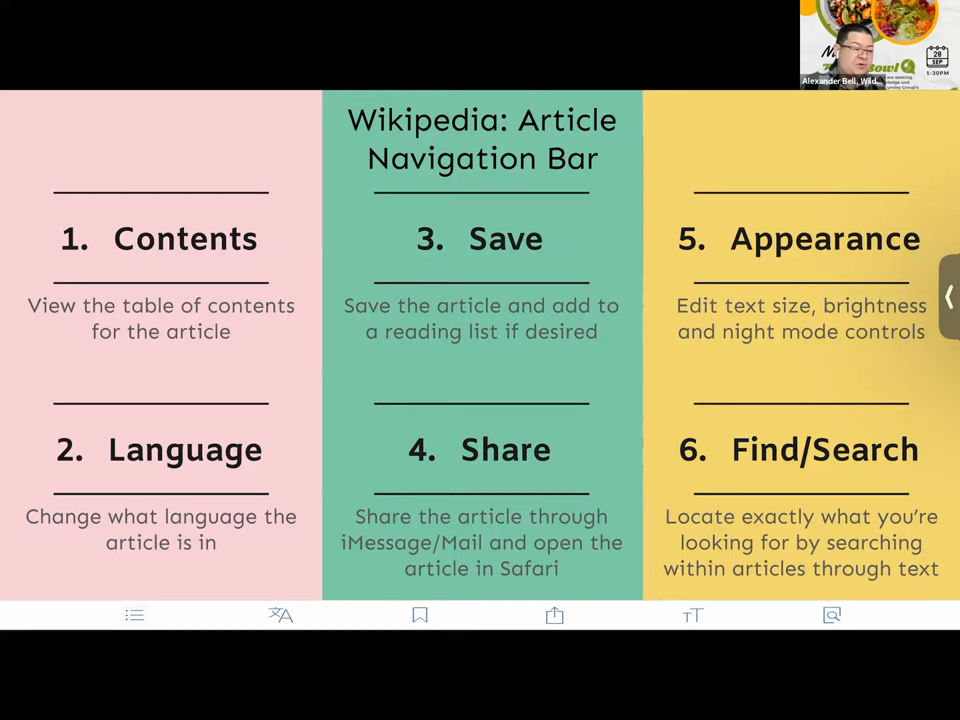 28
SEP
1:30PM
Alexander Bell, Wild...
Wikipedia: Article
Navigation Bar
1. Contents
View the table of contents
for the article
2. Language
Change what language the
article is in
3. Save
Save the article and add to
a reading list if desired
4. Share
Share the article through
iMessage/Mail and open the
article in Safari
5. Appearance
Edit text size, brightness
and night mode controls
6. Find/Search
Locate exactly what you're
looking for by searching
within articles through text
TT